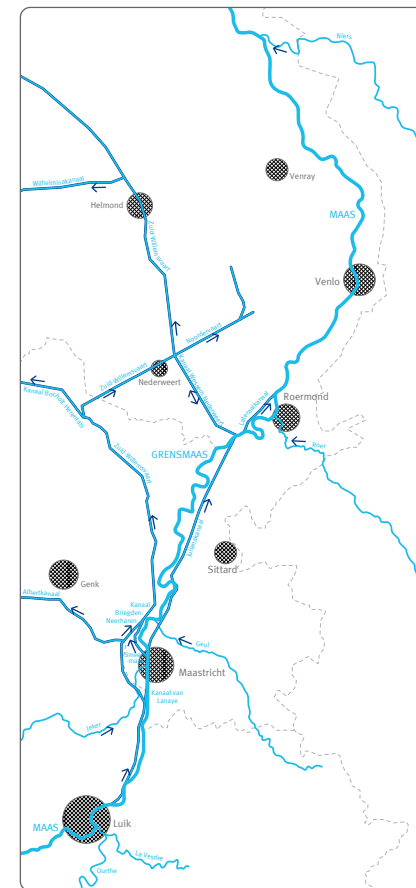 Niers
Venray
Wilhelminakanaal
Helmond
MAAS
Zuid Willemsvaart
Venlo
Noordervaart
Zuid-Willemsvaart
Nederweert
Kanaal Wessem-Nederweert
Kanaal Bocholt-Herentals
Lateraalkanaal
Roermond
Zuid-Willemsvaart
GRENSMAAS
Roer
Julianakanaal
Sittard
Genk
Albertkanaal
Kanaal
Briegden-
Neerharen
Geul
Maastricht
Kanaal van
Lanaye
Jeker
MAAS
Luik
La Vesdre
Ourthe